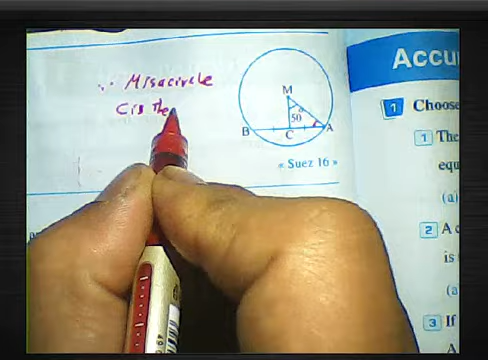 ∵ M is a circle
C is the
M
50°
B
C
A
« Suez 16 »
Accu
1 Choose
1 The
equ
(a)
2 A c
is
(a
3 If
A